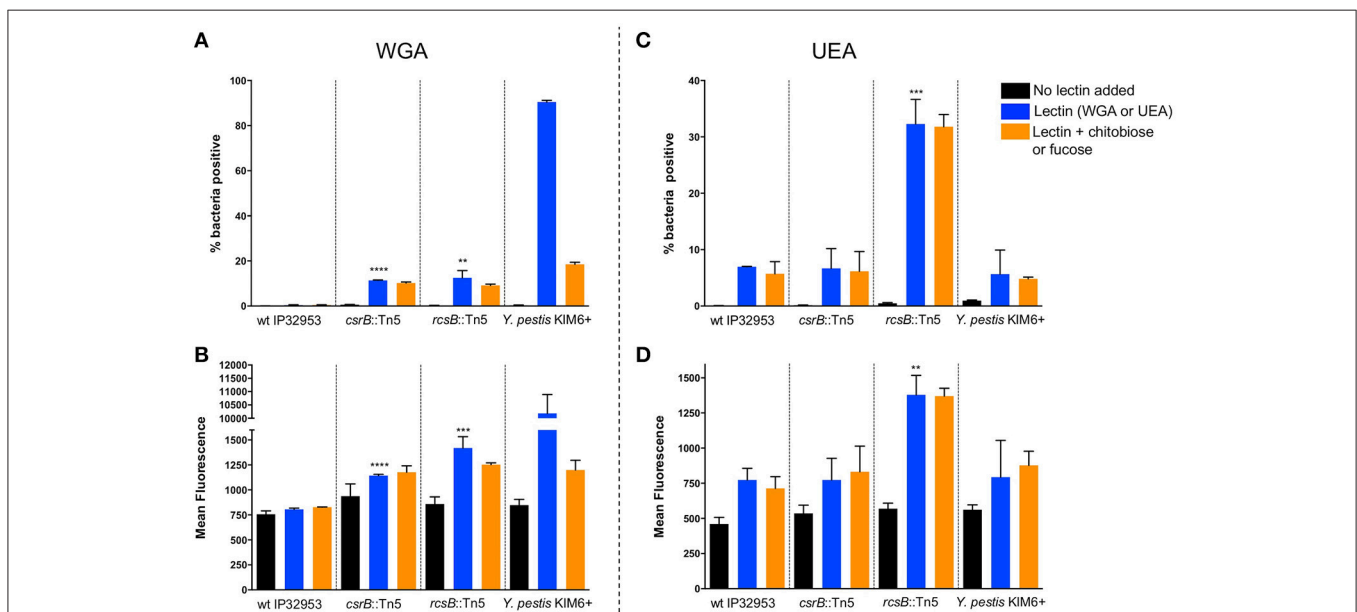 A
WGA
% bacteria positive
100
80
60
40
20
0
****
**
wt IP32953
csrB::Tn5
rcsB::Tn5
Y. pestis KIM6+
B
Mean Fluorescence
12000
11500
11000
10500
10000
1500
1250
1000
750
500
250
0
****
***
wt IP32953
csrB::Tn5
rcsB::Tn5
Y. pestis KIM6+
C
UEA
% bacteria positive
40
30
20
10
0
***
wt IP32953
csrB::Tn5
rcsB::Tn5
Y. pestis KIM6+
No lectin added
Lectin (WGA or UEA)
Lectin + chitobiose
or fucose
D
Mean Fluorescence
1500
1250
1000
750
500
250
0
**
wt IP32953
csrB::Tn5
rcsB::Tn5
Y. pestis KIM6+